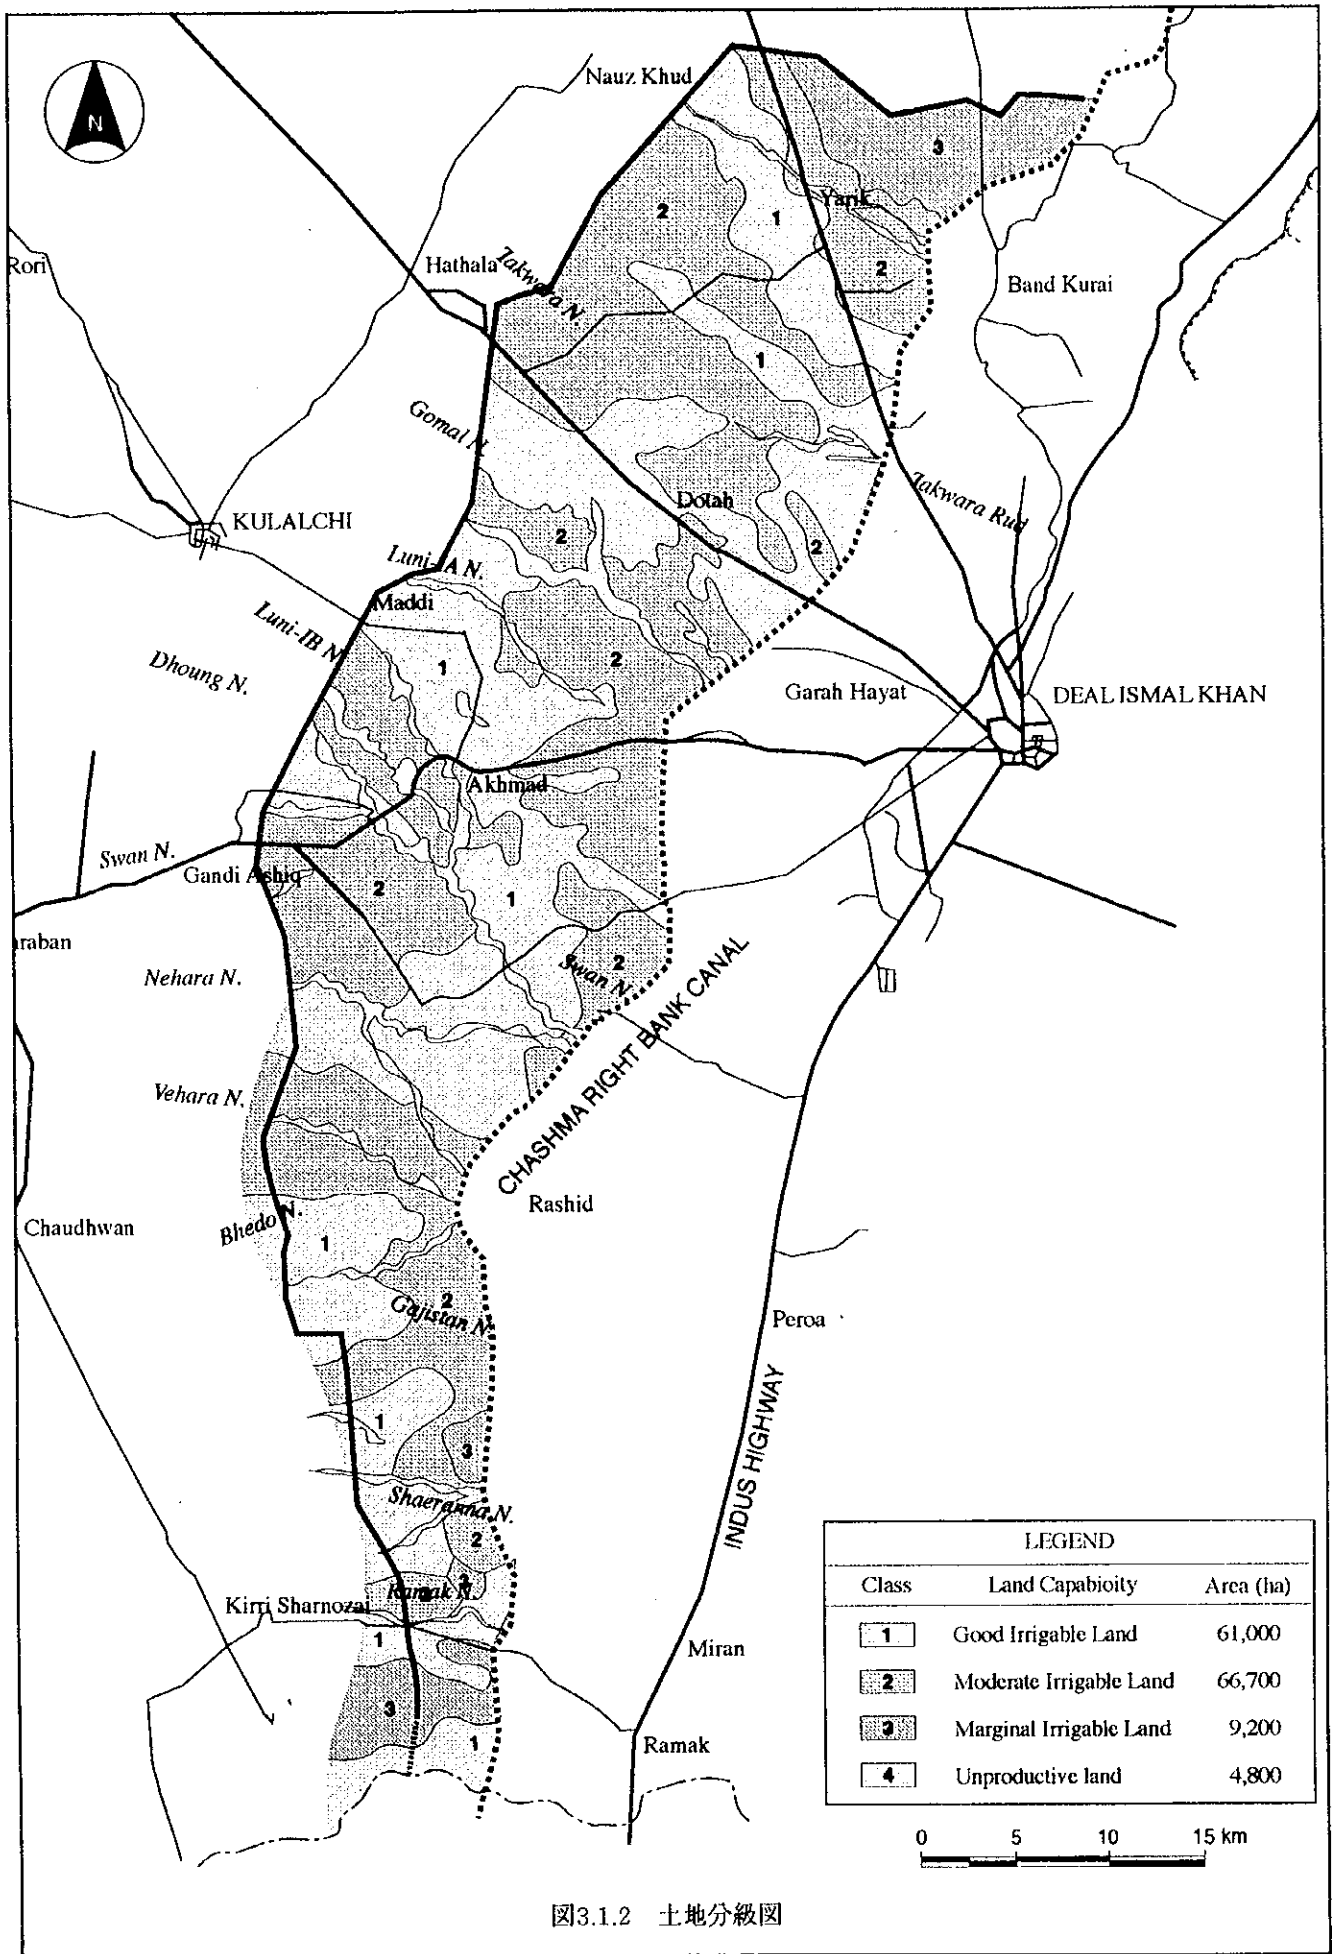 Nauz Khud
N
3
Yarik
2
1
Rori
Hathala
Takwara N.
2
Band Kurai
1
Gomal N.
Dotah
Takwara Rud
KULALCHI
2
2
Luni-IA N.
Maddi
Luni-IB N.
Dhoung N.
1
2
Garah Hayat
DEAL ISMAL KHAN
Akhmad
Swan N.
Gandi Ashiq
2
1
araban
Nehara N.
Swan N.
2
CHASHMA RIGHT BANK CANAL
Vehara N.
Rashid
Chaudhwan
Bhedo N.
1
2
Gajistan N.
Peroa
1
3
INDUS HIGHWAY
Shaeranna N.
2
Ramak N.
3
Kirri Sharnozai
1
Miran
3
1
Ramak
LEGEND
Class Land Capabioity Area (ha)
1 Good Irrigable Land 61,000
2 Moderate Irrigable Land 66,700
3 Marginal Irrigable Land 9,200
4 Unproductive land 4,800
0 5 10 15 km
図3.1.2 土地分級図